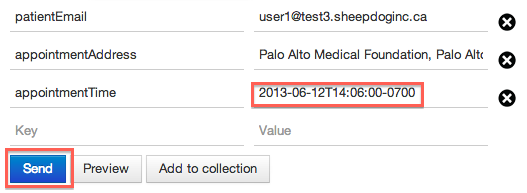 patientEmail user1@test3.sheepdoginc.ca
appointmentAddress Palo Alto Medical Foundation, Palo Alto
appointmentTime 2013-06-12T14:06:00-0700
Key Value
Send Preview Add to collection